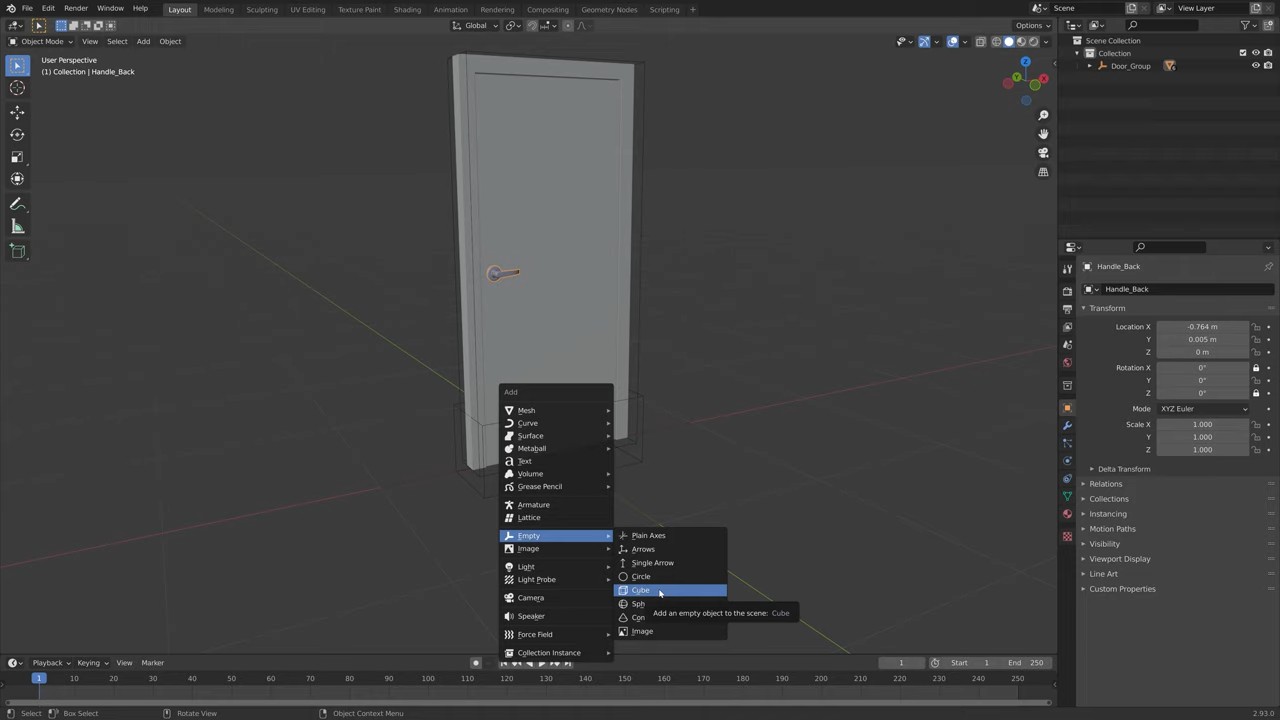 File Edit Render Window Help Layout Modeling Sculpting UV Editing Texture Paint Shading Animation Rendering Compositing Geometry Nodes Scripting Scene View Layer
Global Options
Object Mode View Select Add Object
User Perspective
(1) Collection | Handle_Back
Scene Collection
Collection
Door_Group
Z
Y
X
Handle_Back
Handle_Back
Transform
Location X -0.764 m
Y 0.005 m
Z 0 m
Rotation X 0°
Y 0°
Z 0°
Mode XYZ Euler
Scale X 1.000
Y 1.000
Z 1.000
Delta Transform
Relations
Collections
Instancing
Motion Paths
Visibility
Viewport Display
Line Art
Custom Properties
Add
Mesh
Curve
Surface
Metaball
Text
Volume
Grease Pencil
Armature
Lattice
Empty
Image
Light
Light Probe
Camera
Speaker
Force Field
Collection Instance
Plain Axes
Arrows
Single Arrow
Circle
Cube
Sph
Con
Image
Add an empty object to the scene: Cube
Playback Keying View Marker 1 Start 1 End 250
1 10 20 30 40 50 60 70 80 90 100 110 120 130 140 150 160 170 180 190 200 210 220 230 240 250
Select Box Select Rotate View Object Context Menu 2.93.0